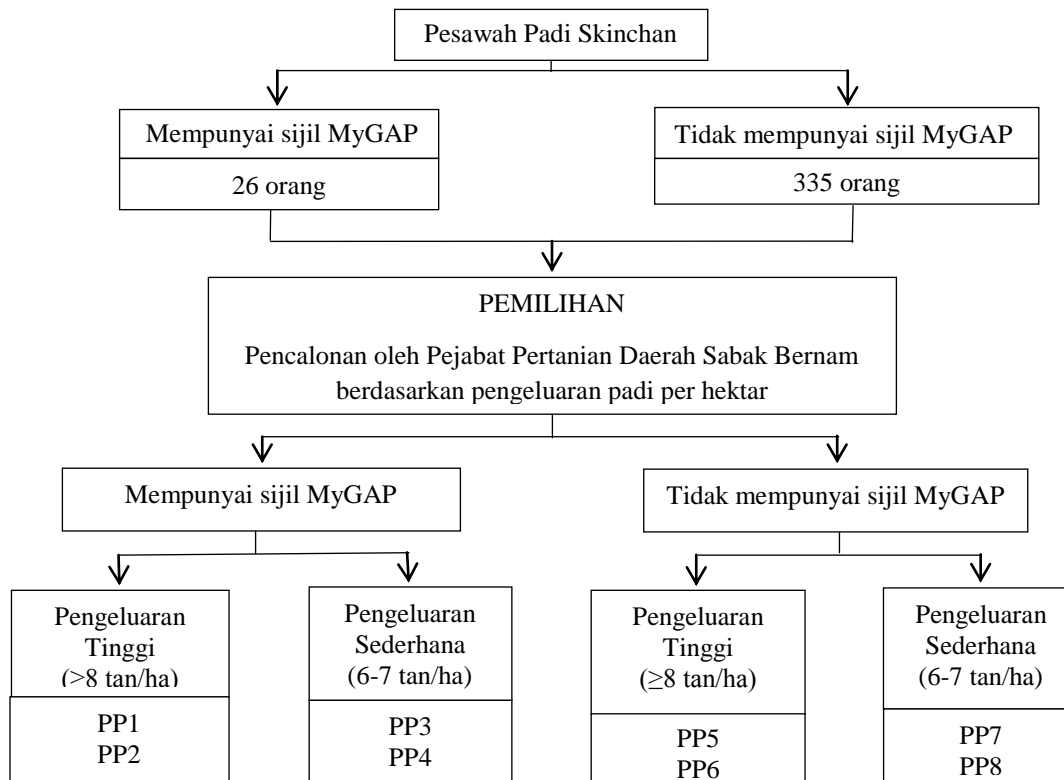 Pesawah Padi Skinchan
Mempunyai sijil MyGAP
26 orang
Tidak mempunyai sijil MyGAP
335 orang
PEMILIHAN
Pencalonan oleh Pejabat Pertanian Daerah Sabak Bernam
berdasarkan pengeluaran padi per hektar
Mempunyai sijil MyGAP
Tidak mempunyai sijil MyGAP
Pengeluaran
Tinggi
(>8 tan/ha)
PP1
PP2
Pengeluaran
Sederhana
(6-7 tan/ha)
PP3
PP4
Pengeluaran
Tinggi
(≥8 tan/ha)
PP5
PP6
Pengeluaran
Sederhana
(6-7 tan/ha)
PP7
PP8